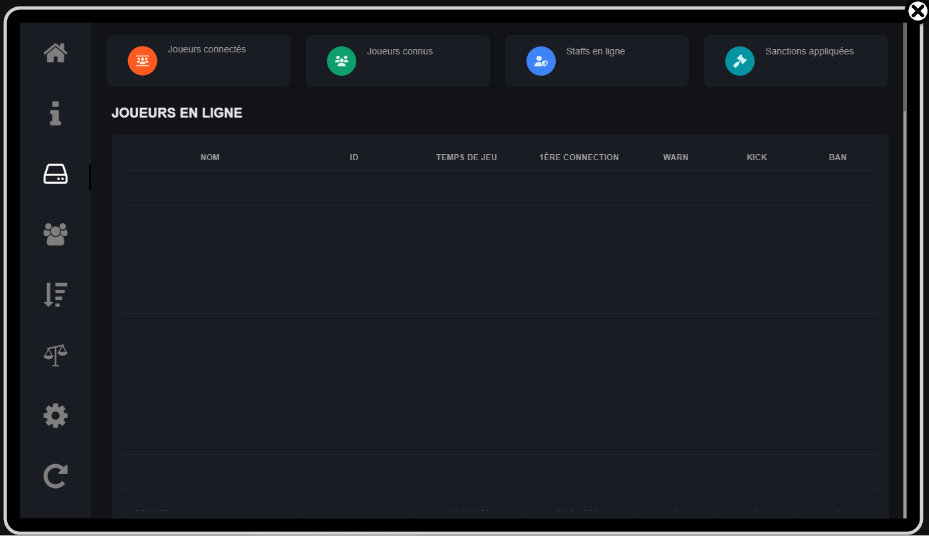 Joueurs connectés
Joueurs connus
Staffs en ligne
Sanctions appliquées
JOUEURS EN LIGNE
NOM ID TEMPS DE JEU 1ÈRE CONNECTION WARN KICK BAN